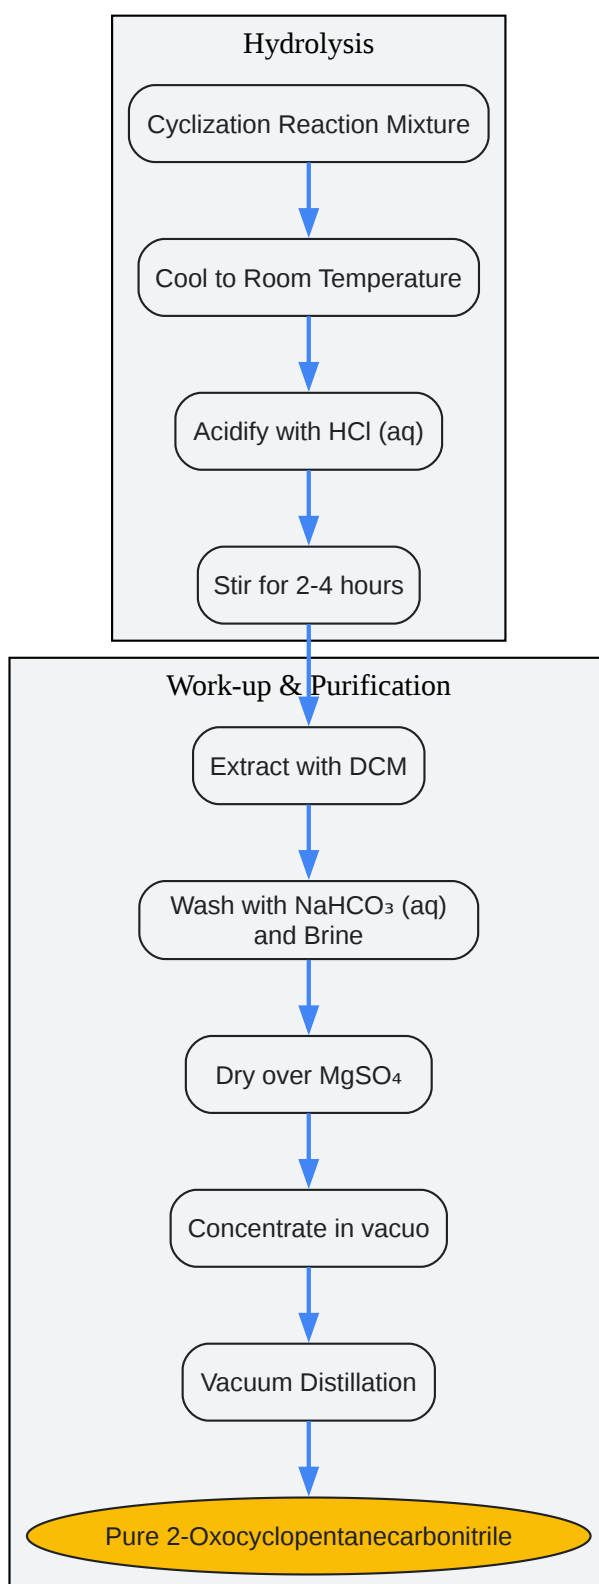 Hydrolysis
Cyclization Reaction Mixture
Cool to Room Temperature
Acidify with HCl (aq)
Stir for 2-4 hours
Work-up & Purification
Extract with DCM
Wash with NaHCO₃ (aq)
and Brine
Dry over MgSO₄
Concentrate in vacuo
Vacuum Distillation
Pure 2-Oxocyclopentanecarbonitrile